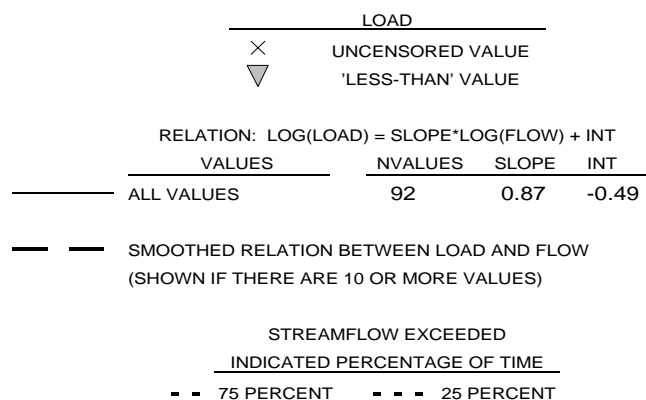 LOAD
UNCENSORED VALUE
'LESS-THAN' VALUE
RELATION: LOG(LOAD) = SLOPE*LOG(FLOW) + INT
VALUES NVALUES SLOPE INT
ALL VALUES 92 0.87 -0.49
SMOOTHED RELATION BETWEEN LOAD AND FLOW
(SHOWN IF THERE ARE 10 OR MORE VALUES)
STREAMFLOW EXCEEDED
INDICATED PERCENTAGE OF TIME
75 PERCENT 25 PERCENT